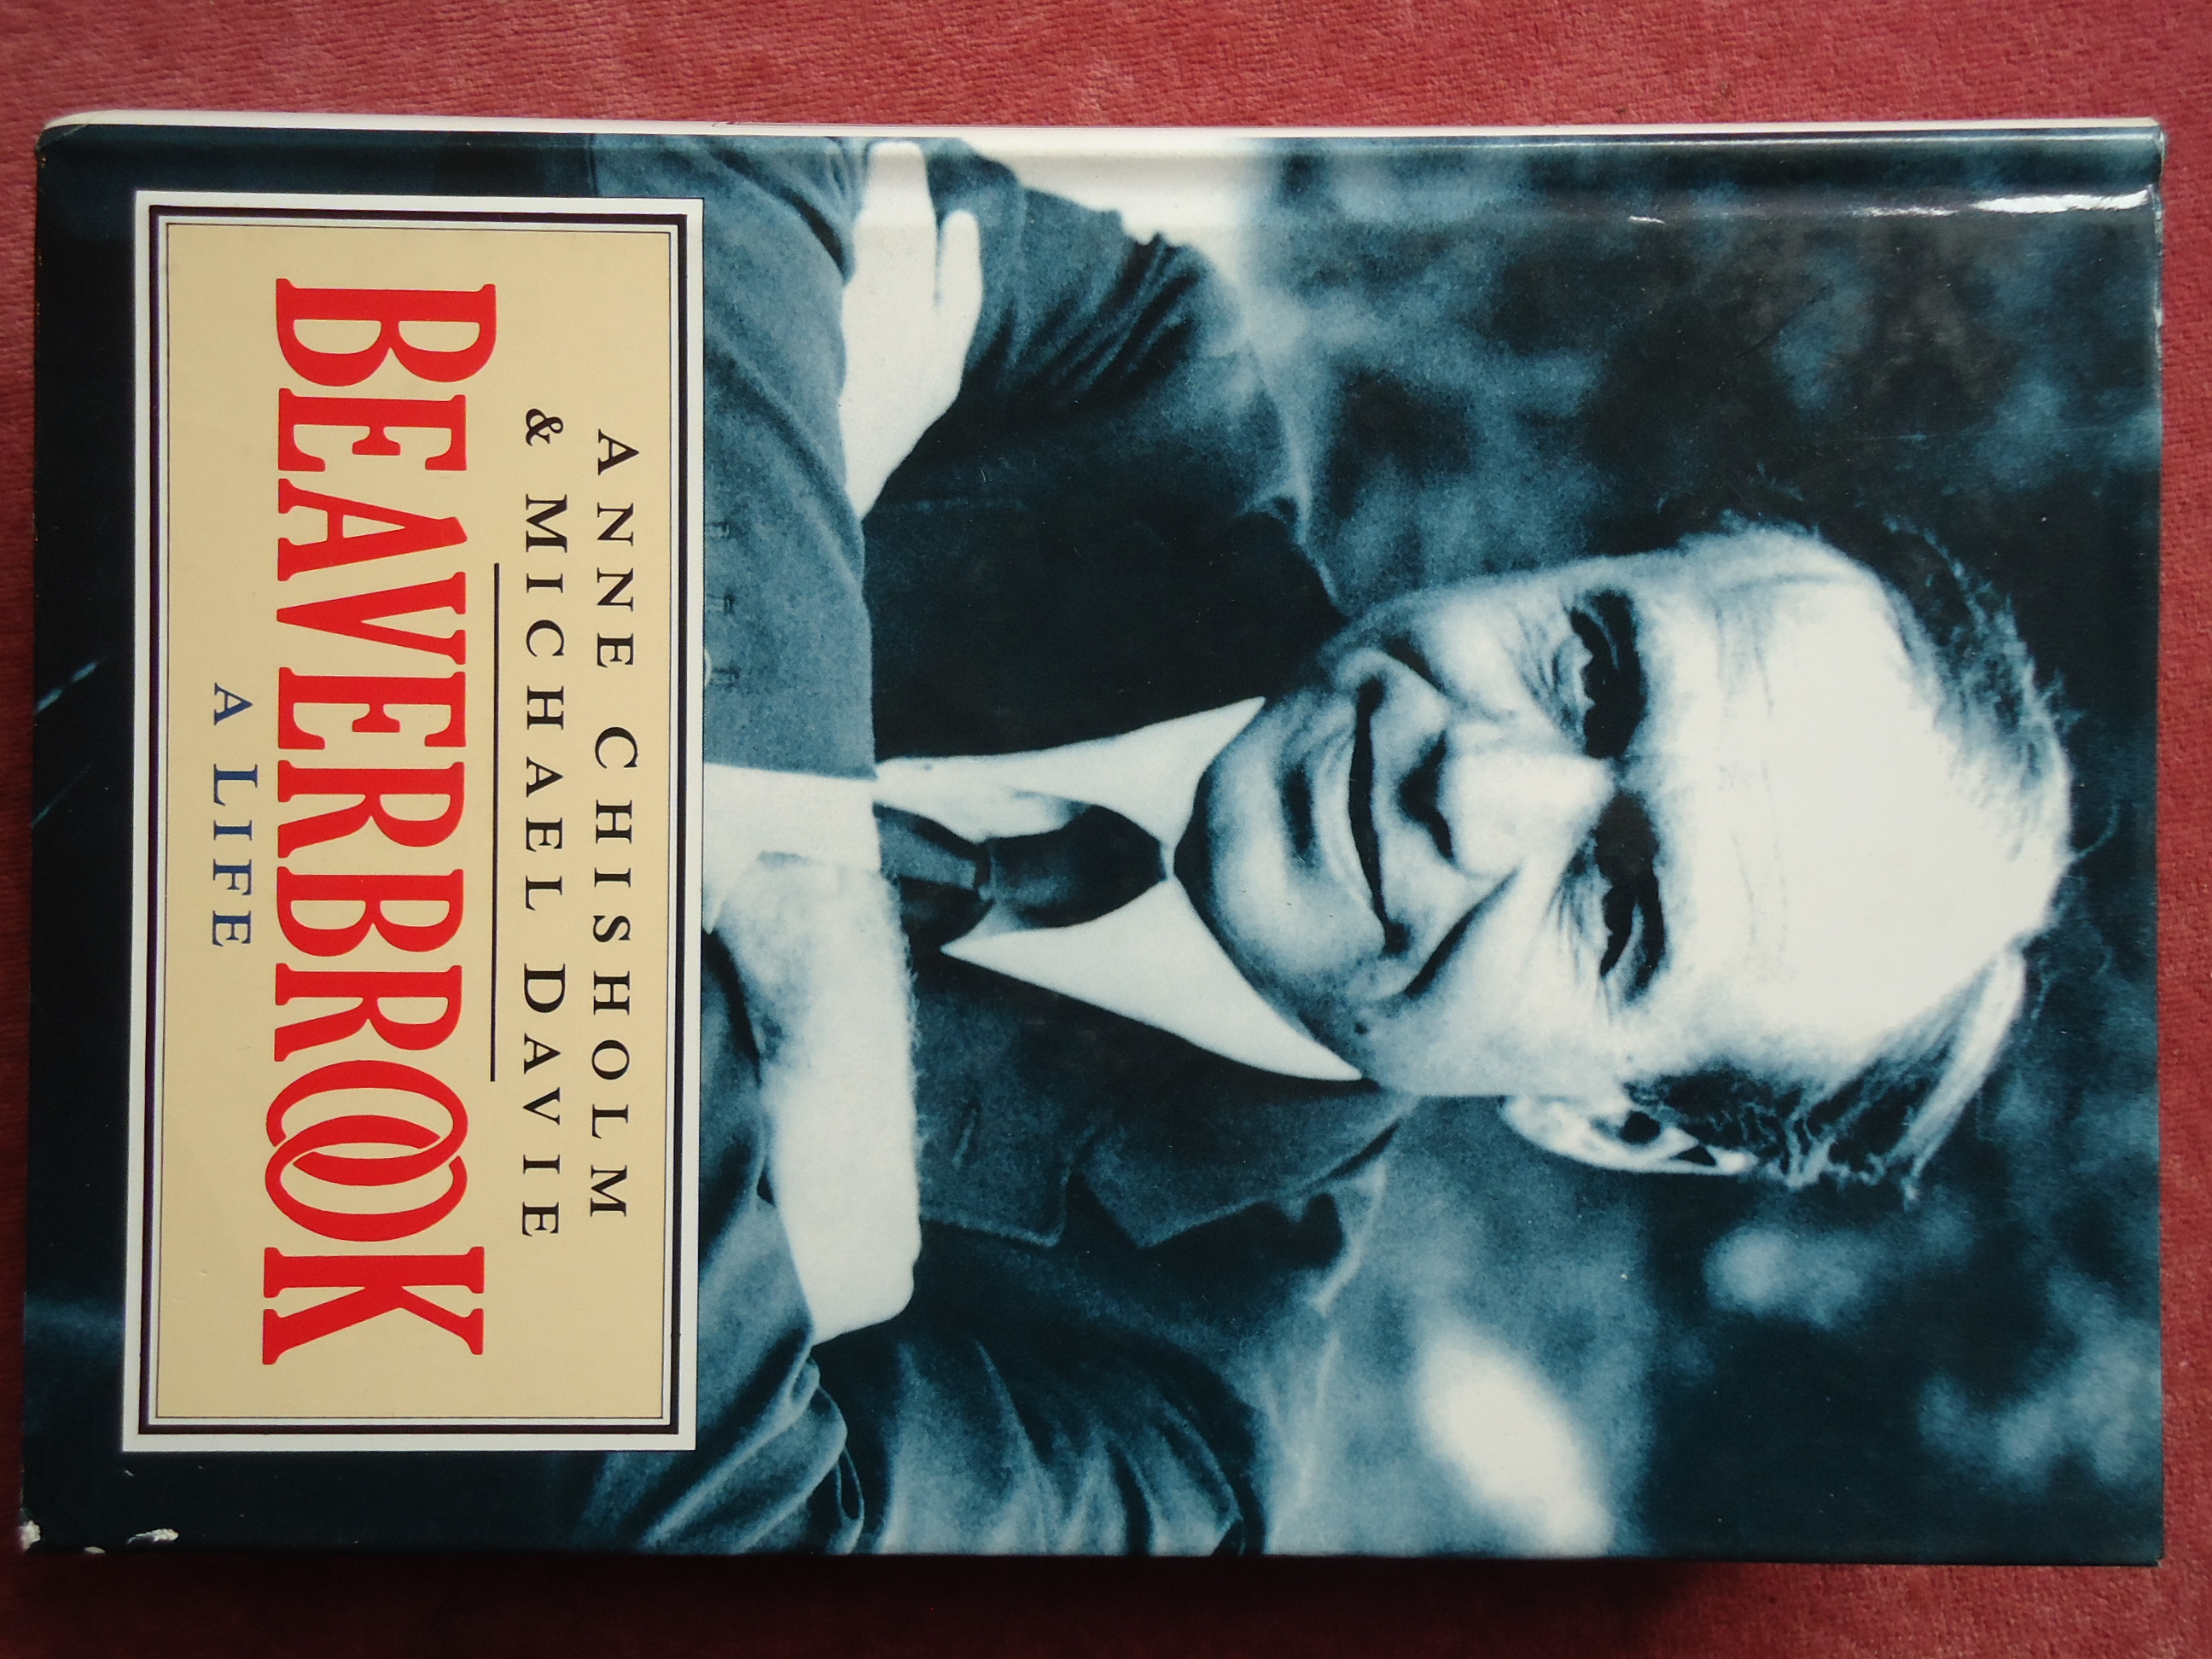 ANNE CHISHOLM
& MICHAEL DAVIE
BEAVERBROOK
A LIFE